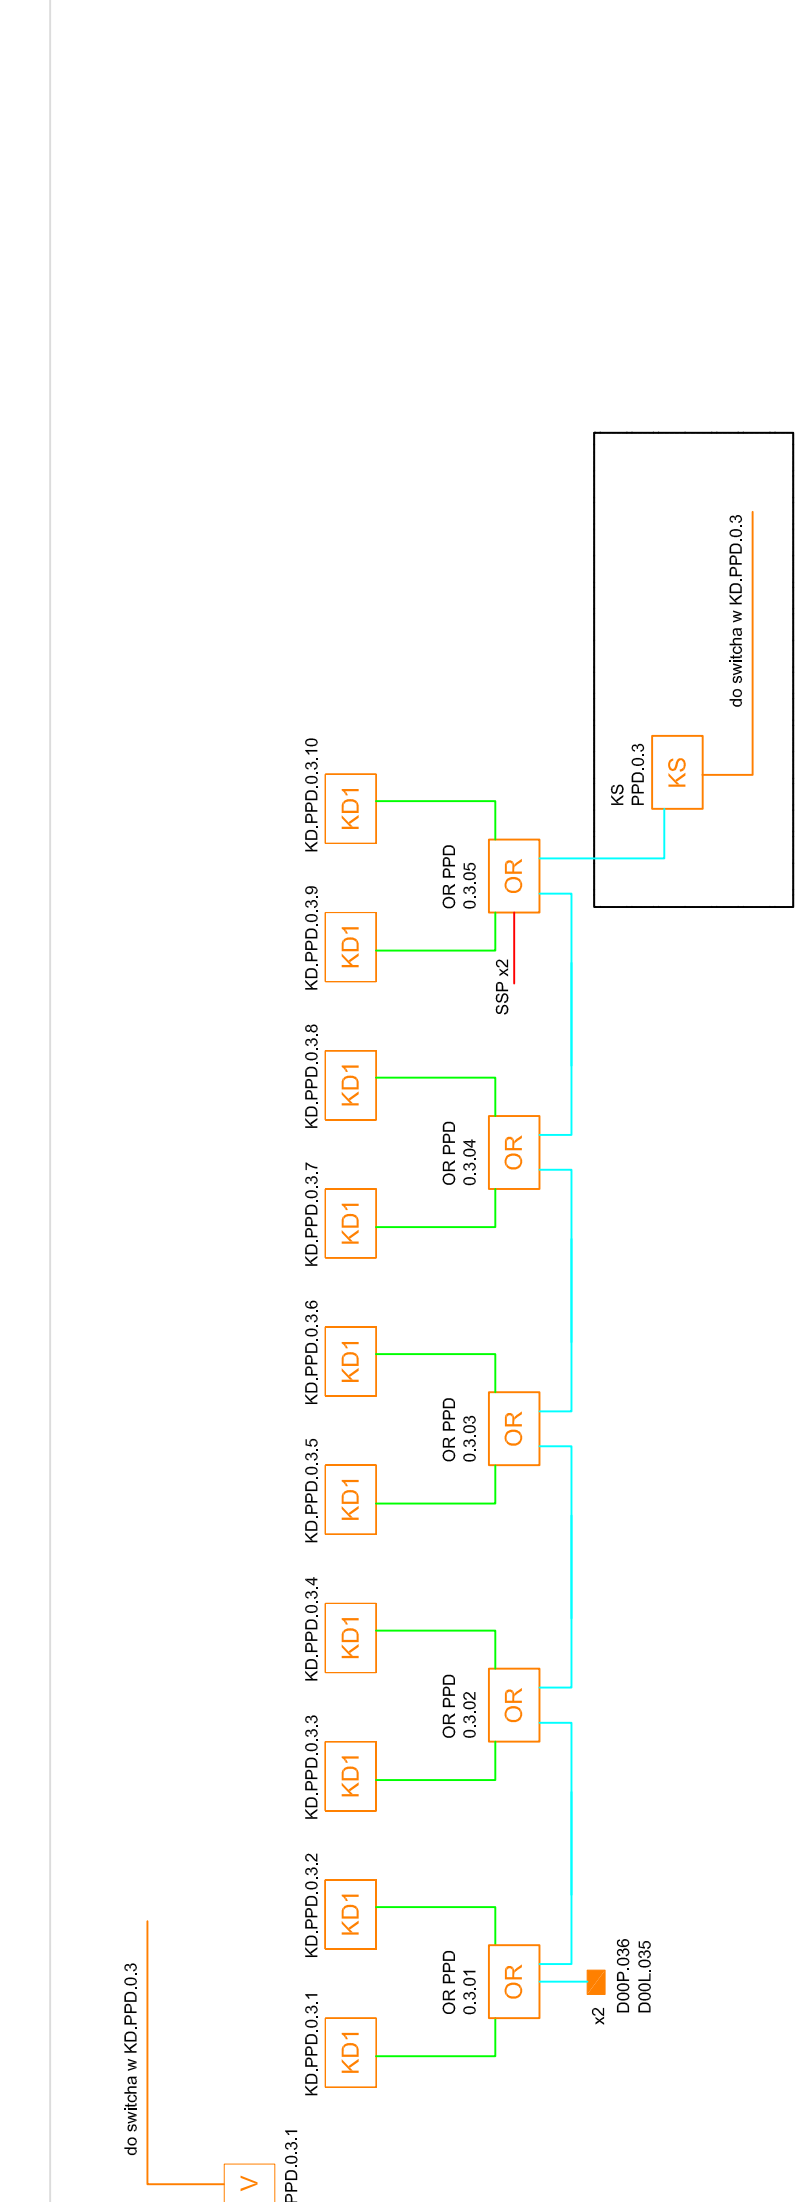 do switcha w KD.PPD.0.3
V
PPD.0.3.1
KD.PPD.0.3.1
KD1
KD.PPD.0.3.2
KD1
KD.PPD.0.3.3
KD1
KD.PPD.0.3.4
KD1
KD.PPD.0.3.5
KD1
KD.PPD.0.3.6
KD1
KD.PPD.0.3.7
KD1
KD.PPD.0.3.8
KD1
KD.PPD.0.3.9
KD1
KD.PPD.0.3.10
KD1
OR PPD
0.3.01
OR
OR PPD
0.3.02
OR
OR PPD
0.3.03
OR
OR PPD
0.3.04
OR
OR PPD
0.3.05
OR
SSP x2
x2
D00P.036
D00L.035
KS
PPD.0.3
KS
do switcha w KD.PPD.0.3